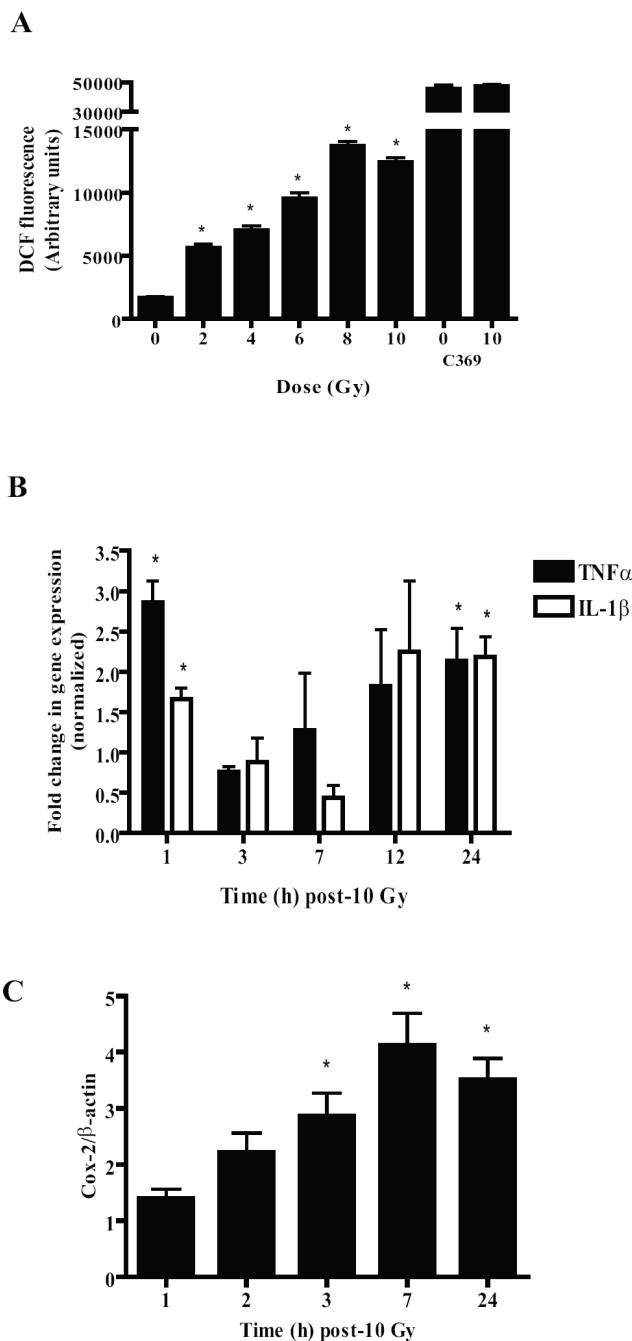 A
DCF fluorescence
(Arbitrary units)
50000
30000
15000
10000
5000
0
* * * * *
0 2 4 6 8 10 0 10
C369
Dose (Gy)
B
Fold change in gene expression
(normalized)
3.5
3.0
2.5
2.0
1.5
1.0
0.5
0.0
* * * *
TNFα
IL-1β
1 3 7 12 24
Time (h) post-10 Gy
C
Cox-2/β-actin
5
4
3
2
1
0
* * *
1 2 3 7 24
Time (h) post-10 Gy